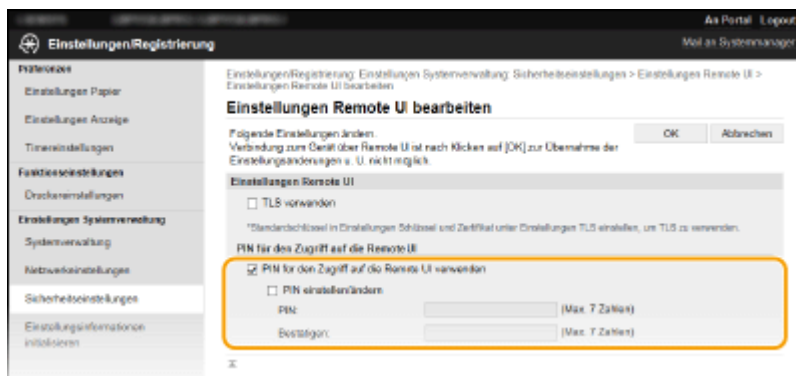 An Portal Logout
Einstellungen/Registrierung
Mail an Systemmanager
Präferenzen
Einstellungen Papier
Einstellungen Anzeige
Timereinstellungen
Funktionseinstellungen
Druckereinstellungen
Einstellungen Systemverwaltung
Systemverwaltung
Netzwerkeinstellungen
Sicherheitseinstellungen
Einstellungsinformationen
initialisieren
Einstellungen/Registrierung: Einstellungen Systemverwaltung: Sicherheitseinstellungen > Einstellungen Remote UI >
Einstellungen Remote UI bearbeiten
Einstellungen Remote UI bearbeiten
Folgende Einstellungen ändern.
Verbindung zum Gerät über Remote UI ist nach Klicken auf [OK] zur Übernahme der
Einstellungsänderungen u. U. nicht möglich.
OK Abbrechen
Einstellungen Remote UI
TLS verwenden
*Standardschlüssel in Einstellungen Schlüssel und Zertifikat unter Einstellungen TLS einstellen, um TLS zu verwenden.
PIN für den Zugriff auf die Remote UI
PIN für den Zugriff auf die Remote UI verwenden
PIN einstellen/ändern
PIN: (Max. 7 Zahlen)
Bestätigen: (Max. 7 Zahlen)